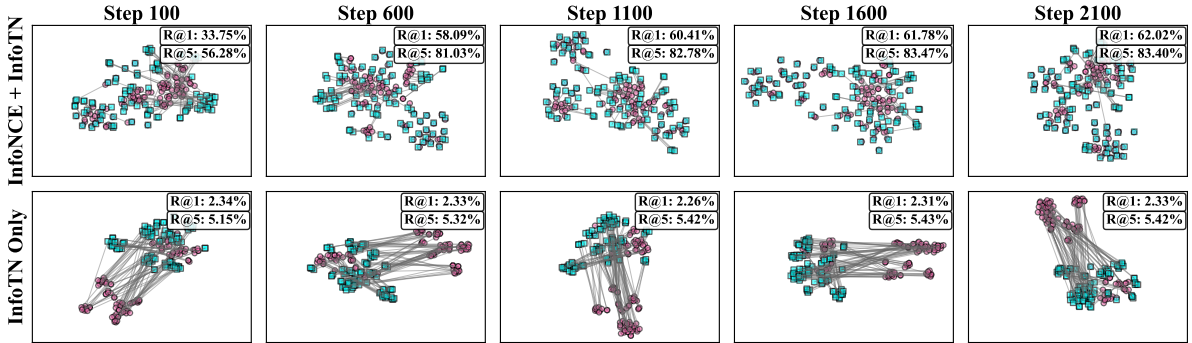 Step 100
Step 600
Step 1100
Step 1600
Step 2100
InfoNCE + InfoTN
R@1: 33.75%
R@5: 56.28%
R@1: 58.09%
R@5: 81.03%
R@1: 60.41%
R@5: 82.78%
R@1: 61.78%
R@5: 83.47%
R@1: 62.02%
R@5: 83.40%
InfoTN Only
R@1: 2.34%
R@5: 5.15%
R@1: 2.33%
R@5: 5.32%
R@1: 2.26%
R@5: 5.42%
R@1: 2.31%
R@5: 5.43%
R@1: 2.33%
R@5: 5.42%